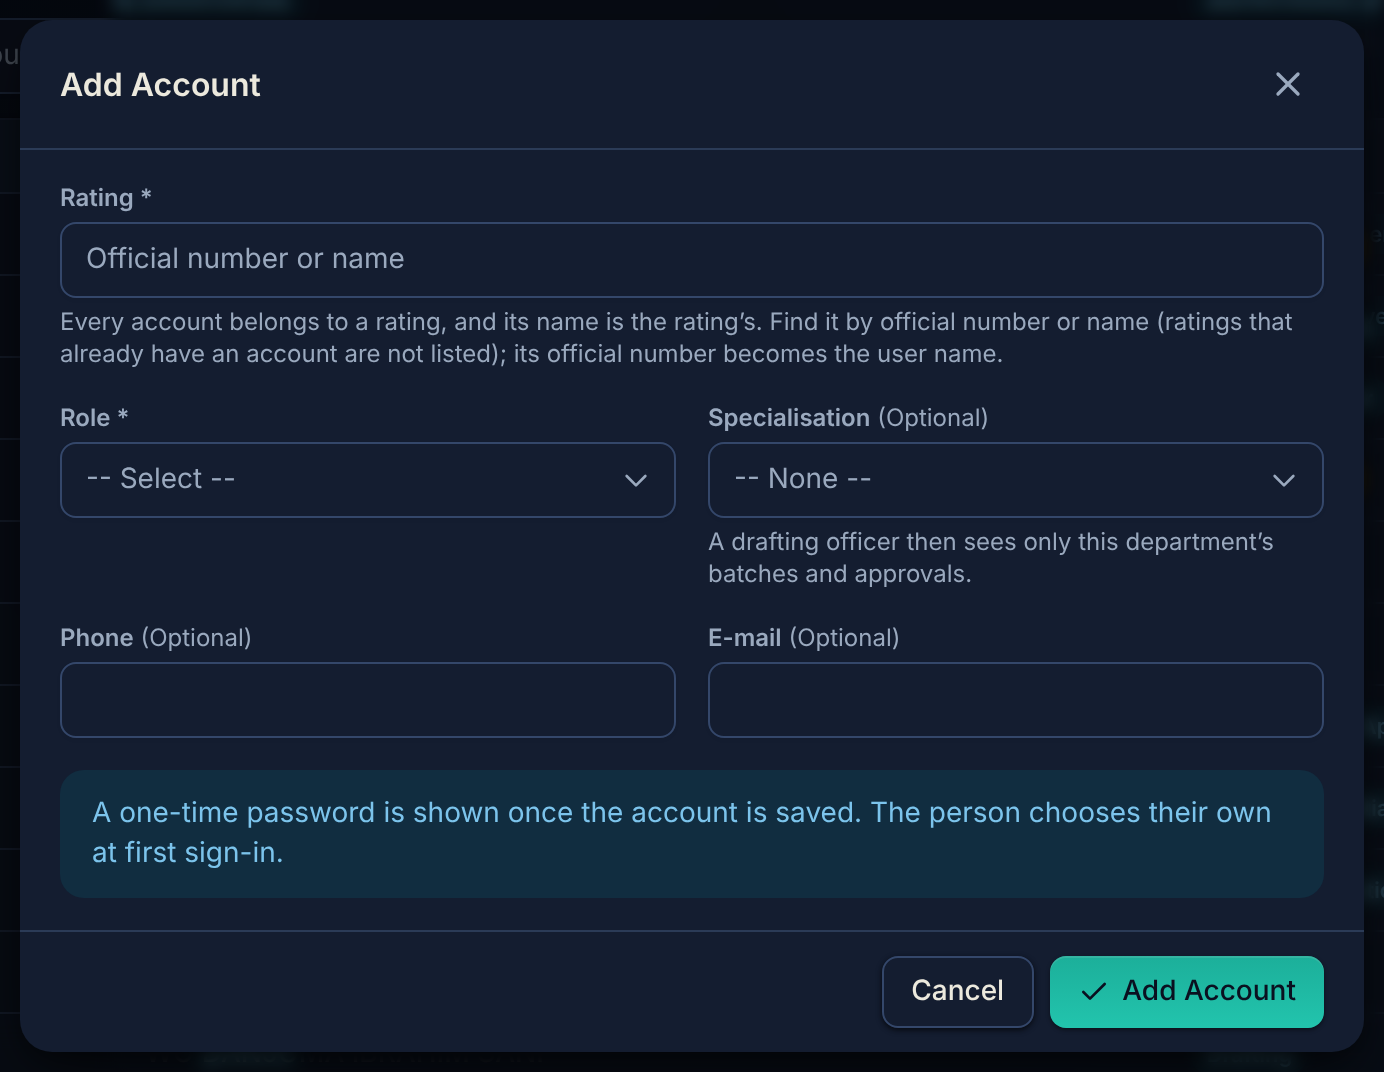 Add Account
Rating *
Official number or name
Every account belongs to a rating, and its name is the rating’s. Find it by official number or name (ratings that
already have an account are not listed); its official number becomes the user name.
Role *
Specialisation (Optional)
-- Select --
-- None --
A drafting officer then sees only this department’s
batches and approvals.
Phone (Optional)
E-mail (Optional)
A one-time password is shown once the account is saved. The person chooses their own
at first sign-in.
Cancel
Add Account